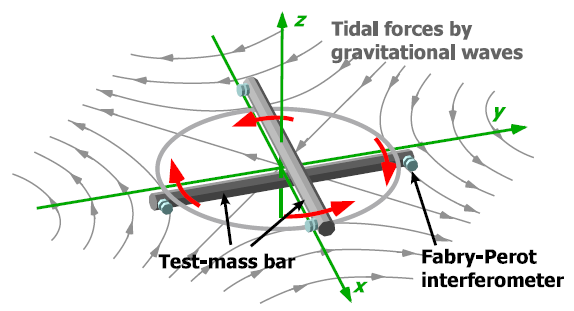 z
Tidal forces by
gravitational waves
y
Test-mass bar
Fabry-Perot
interferometer
x